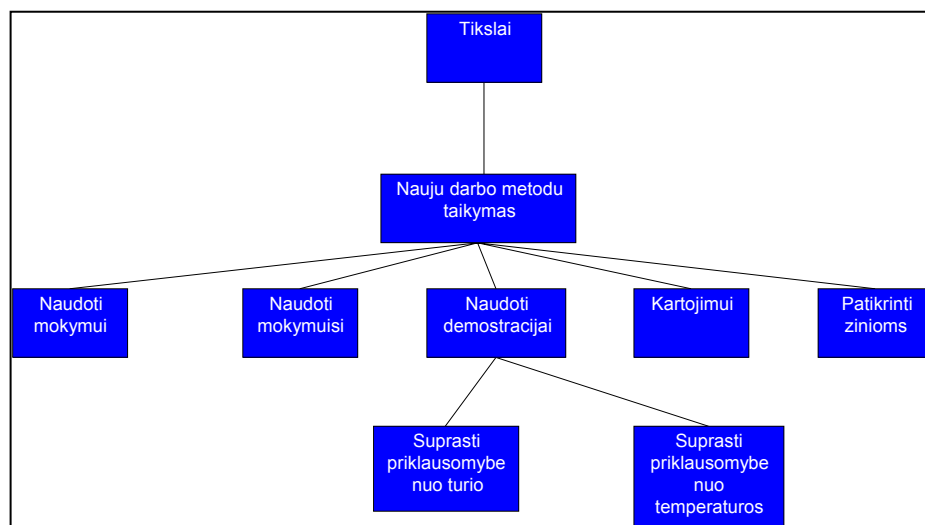 Tikslai
Nauju darbo metodu
taikymas
Naudoti
mokymui
Naudoti
mokymuisi
Naudoti
demostracijai
Kartojimui
Patikrinti
zinioms
Suprasti
priklausomybe
nuo turio
Suprasti
priklausomybe
nuo
temperaturos